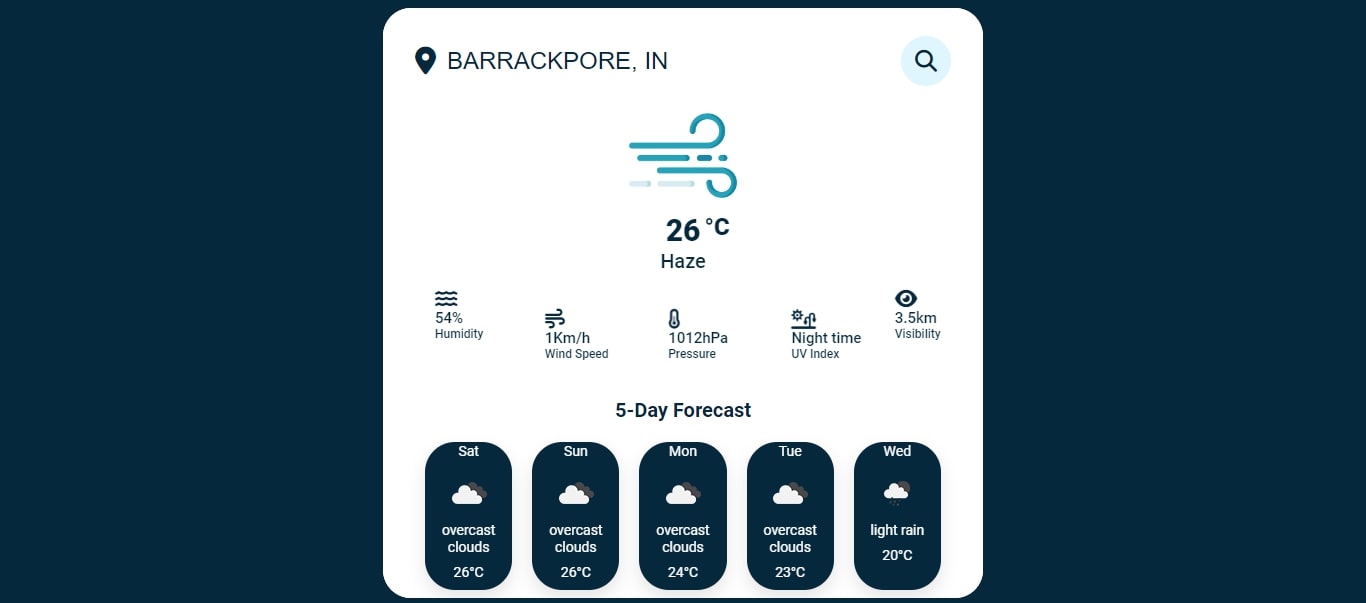 BARRACKPORE, IN
26 °C
Haze
54%
Humidity
1Km/h
Wind Speed
1012hPa
Pressure
Night time
UV Index
3.5km
Visibility
5-Day Forecast
Sat
overcast
clouds
26°C
Sun
overcast
clouds
26°C
Mon
overcast
clouds
24°C
Tue
overcast
clouds
23°C
Wed
light rain
20°C